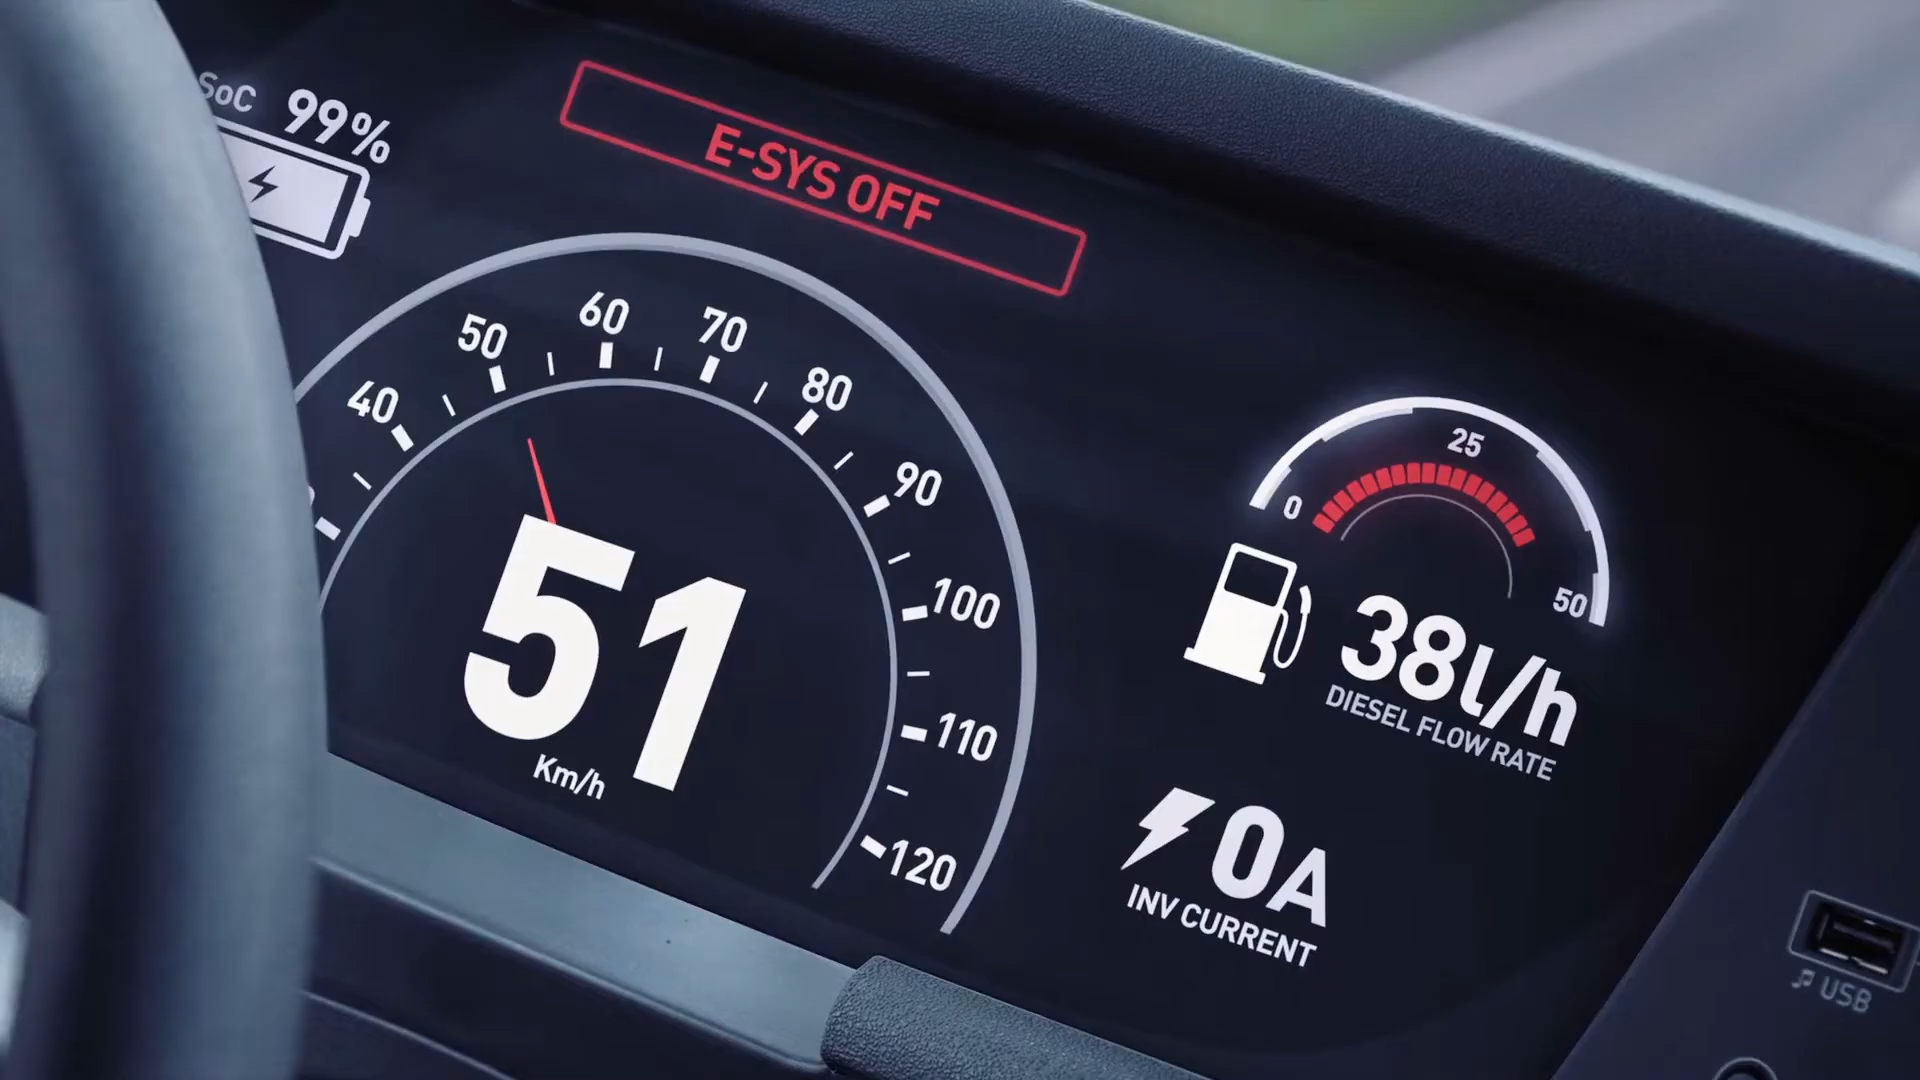 SoC 99%
E-SYS OFF
40
50
60
70
80
90
100
110
120
51
Km/h
0
25
50
38l/h
DIESEL FLOW RATE
0A
INV CURRENT
USB